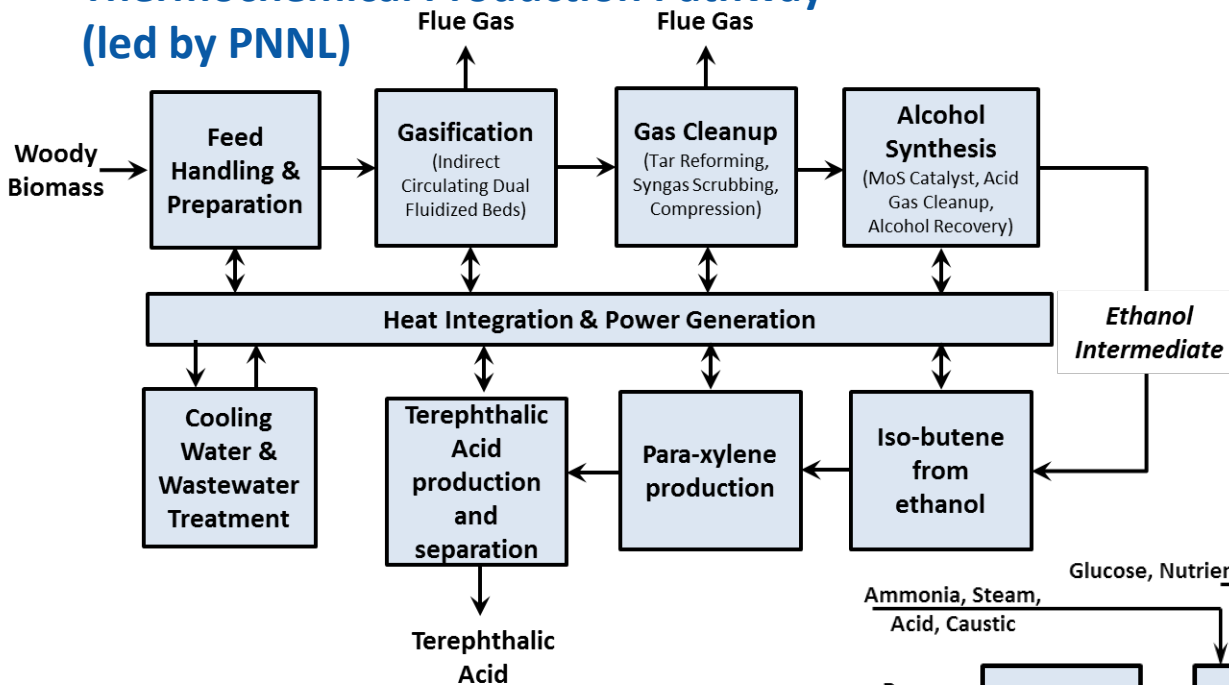 (led by PNNL)
Flue Gas
Flue Gas
Woody
Biomass
Feed
Handling &
Preparation
Gasification
(Indirect
Circulating Dual
Fluidized Beds)
Gas Cleanup
(Tar Reforming,
Syngas Scrubbing,
Compression)
Alcohol
Synthesis
(MoS Catalyst, Acid
Gas Cleanup,
Alcohol Recovery)
Heat Integration & Power Generation
Ethanol
Intermediate
Cooling
Water &
Wastewater
Treatment
Terephthalic
Acid
production
and
separation
Para-xylene
production
Iso-butene
from
ethanol
Terephthalic
Acid
Glucose, Nutrien
Ammonia, Steam,
Acid, Caustic